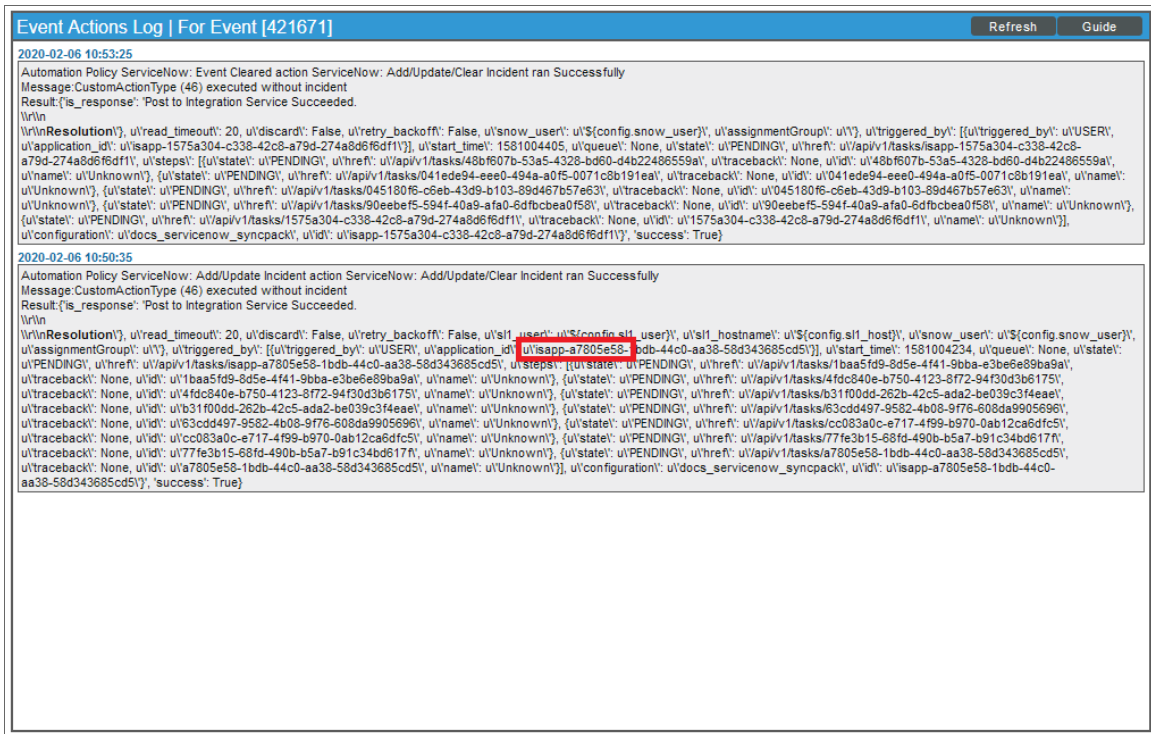 Event Actions Log | For Event [421671]
Refresh
Guide
2020-02-06 10:53:25
Automation Policy ServiceNow: Event Cleared action ServiceNow: Add/Update/Clear Incident ran Successfully
Message:CustomActionType (46) executed without incident
Result:{'is_response': 'Post to Integration Service Succeeded.
\\r\\n
\\r\\nResolution\'}, u\'read_timeout\': 20, u\'discard\': False, u\'retry_backoff\': False, u\'snow_user\': u\'${config.snow_user}\', u\'assignmentGroup\': u\'\'}, u\'triggered_by\': [{u\'triggered_by\': u\'USER\',
u\'application_id\': u\'isapp-1575a304-c338-42c8-a79d-274a8d6f6df1\'}], u\'start_time\': 1581004405, u\'queue\': None, u\'state\': u\'PENDING\', u\'href\': u\'/api/v1/tasks/isapp-1575a304-c338-42c8-
a79d-274a8d6f6df1\', u\'steps\': [{u\'state\': u\'PENDING\', u\'href\': u\'/api/v1/tasks/48bf607b-53a5-4328-bd60-d4b22486559a\', u\'traceback\': None, u\'id\': u\'48bf607b-53a5-4328-bd60-d4b22486559a\',
u\'name\': u\'Unknown\'}, {u\'state\': u\'PENDING\', u\'href\': u\'/api/v1/tasks/041ede94-eee0-494a-a0f5-0071c8b191ea\', u\'traceback\': None, u\'id\': u\'041ede94-eee0-494a-a0f5-0071c8b191ea\', u\'name\':
u\'Unknown\'}, {u\'state\': u\'PENDING\', u\'href\': u\'/api/v1/tasks/045180f6-c6eb-43d9-b103-89d467b57e63\', u\'traceback\': None, u\'id\': u\'045180f6-c6eb-43d9-b103-89d467b57e63\', u\'name\':
u\'Unknown\'}, {u\'state\': u\'PENDING\', u\'href\': u\'/api/v1/tasks/90eebef5-594f-40a9-afa0-6dfbcbea0f58\', u\'traceback\': None, u\'id\': u\'90eebef5-594f-40a9-afa0-6dfbcbea0f58\', u\'name\': u\'Unknown\'},
{u\'state\': u\'PENDING\', u\'href\': u\'/api/v1/tasks/1575a304-c338-42c8-a79d-274a8d6f6df1\', u\'traceback\': None, u\'id\': u\'1575a304-c338-42c8-a79d-274a8d6f6df1\', u\'name\': u\'Unknown\'}],
u\'configuration\': u\'docs_servicenow_syncpack\', u\'id\': u\'isapp-1575a304-c338-42c8-a79d-274a8d6f6df1\'}', 'success': True}
2020-02-06 10:50:35
Automation Policy ServiceNow: Add/Update Incident action ServiceNow: Add/Update/Clear Incident ran Successfully
Message:CustomActionType (46) executed without incident
Result:{'is_response': 'Post to Integration Service Succeeded.
\\r\\n
\\r\\nResolution\'}, u\'read_timeout\': 20, u\'discard\': False, u\'retry_backoff\': False, u\'sl1_user\': u\'${config.sl1_user}\', u\'sl1_hostname\': u\'${config.sl1_host}\', u\'snow_user\': u\'${config.snow_user}\',
u\'assignmentGroup\': u\'\'}, u\'triggered_by\': [{u\'triggered_by\': u\'USER\', u\'application_id\' u\'isapp-a7805e58-1bdb-44c0-aa38-58d343685cd5\'}], u\'start_time\': 1581004234, u\'queue\': None, u\'state\':
u\'PENDING\', u\'href\': u\'/api/v1/tasks/isapp-a7805e58-1bdb-44c0-aa38-58d343685cd5\', u\'steps\': [{u\'state\': u\'PENDING\', u\'href\': u\'/api/v1/tasks/1baa5fd9-8d5e-4f41-9bba-e3be6e89ba9a\',
u\'traceback\': None, u\'id\': u\'1baa5fd9-8d5e-4f41-9bba-e3be6e89ba9a\', u\'name\': u\'Unknown\'}, {u\'state\': u\'PENDING\', u\'href\': u\'/api/v1/tasks/4fdc840e-b750-4123-8f72-94f30d3b6175\',
u\'traceback\': None, u\'id\': u\'4fdc840e-b750-4123-8f72-94f30d3b6175\', u\'name\': u\'Unknown\'}, {u\'state\': u\'PENDING\', u\'href\': u\'/api/v1/tasks/b31f00dd-262b-42c5-ada2-be039c3f4eae\',
u\'traceback\': None, u\'id\': u\'b31f00dd-262b-42c5-ada2-be039c3f4eae\', u\'name\': u\'Unknown\'}, {u\'state\': u\'PENDING\', u\'href\': u\'/api/v1/tasks/63cdd497-9582-4b08-9f76-608da9905696\',
u\'traceback\': None, u\'id\': u\'63cdd497-9582-4b08-9f76-608da9905696\', u\'name\': u\'Unknown\'}, {u\'state\': u\'PENDING\', u\'href\': u\'/api/v1/tasks/cc083a0c-e717-4f99-b970-0ab12ca6dfc5\',
u\'traceback\': None, u\'id\': u\'cc083a0c-e717-4f99-b970-0ab12ca6dfc5\', u\'name\': u\'Unknown\'}, {u\'state\': u\'PENDING\', u\'href\': u\'/api/v1/tasks/77fe3b15-68fd-490b-b5a7-b91c34bd617f\',
u\'traceback\': None, u\'id\': u\'77fe3b15-68fd-490b-b5a7-b91c34bd617f\', u\'name\': u\'Unknown\'}, {u\'state\': u\'PENDING\', u\'href\': u\'/api/v1/tasks/a7805e58-1bdb-44c0-aa38-58d343685cd5\',
u\'traceback\': None, u\'id\': u\'a7805e58-1bdb-44c0-aa38-58d343685cd5\', u\'name\': u\'Unknown\'}], u\'configuration\': u\'docs_servicenow_syncpack\', u\'id\': u\'isapp-a7805e58-1bdb-44c0-
aa38-58d343685cd5\'}', 'success': True}